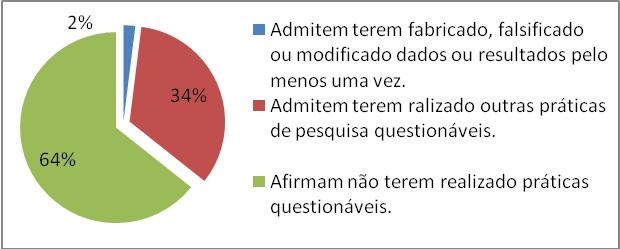 2%
34%
64%
Admitem terem fabricado, falsificado
ou modificado dados ou resultados pelo
menos uma vez.
Admitem terem ralizado outras práticas
de pesquisa questionáveis.
Afirmam não terem realizado práticas
questionáveis.